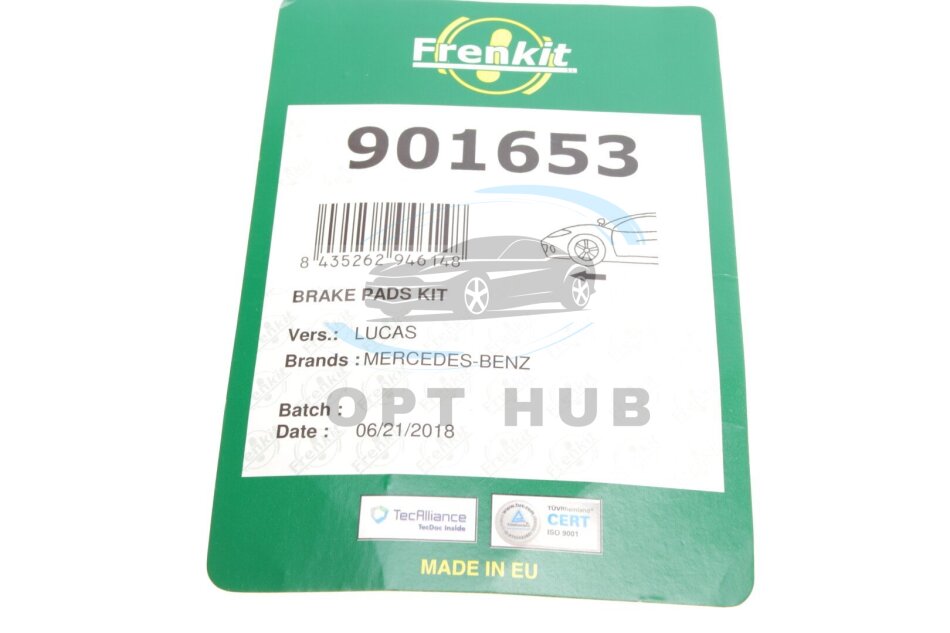 Frenkit
901653
8 435262 946148
BRAKE PADS KIT
Vers.: LUCAS
Brands : MERCEDES-BENZ
OPT HUB
Batch :
Date : 06/21/2018
TecAlliance
TecDoc Inside
TÜVRheinland®
CERT
ISO 9001
MADE IN EU